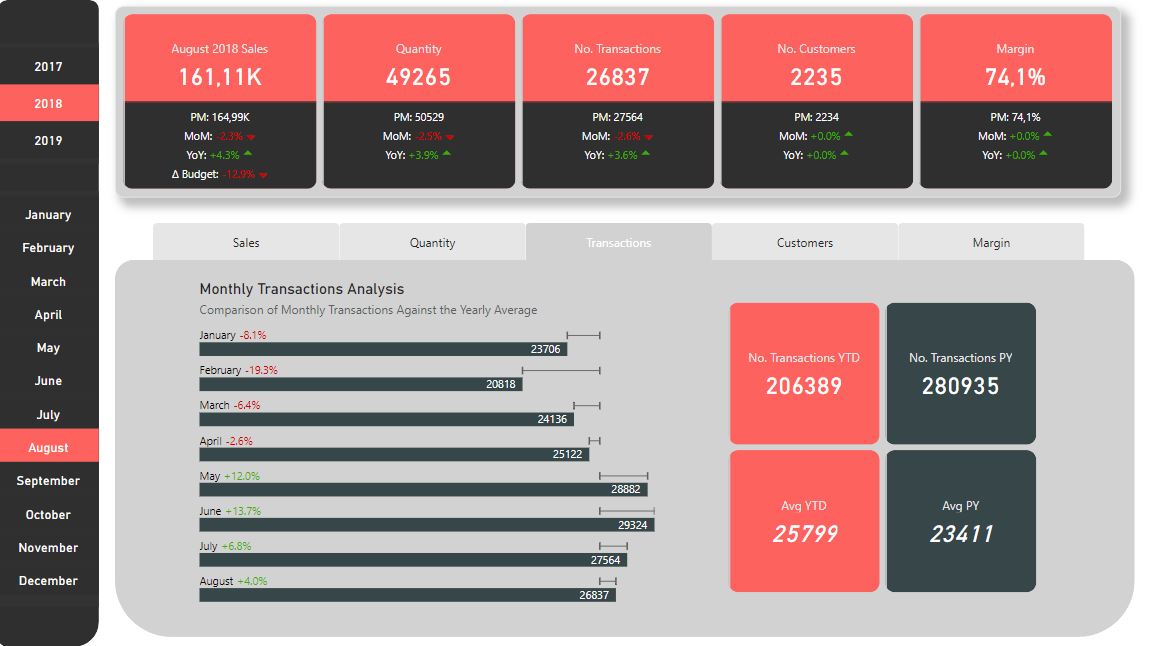 2017
2018
2019
January
February
March
April
May
June
July
August
September
October
November
December
August 2018 Sales
161,11K
PM: 164,99K
MoM: -2.3%
YoY: +4.3%
Δ Budget: -12.9%
Quantity
49265
PM: 50529
MoM: -2.5%
YoY: +3.9%
No. Transactions
26837
PM: 27564
MoM: -2.6%
YoY: +3.6%
No. Customers
2235
PM: 2234
MoM: +0.0%
YoY: +0.0%
Margin
74,1%
PM: 74,1%
MoM: +0.0%
YoY: +0.0%
Sales
Quantity
Transactions
Customers
Margin
Monthly Transactions Analysis
Comparison of Monthly Transactions Against the Yearly Average
January -8.1%
23706
February -19.3%
20818
March -6.4%
24136
April -2.6%
25122
May +12.0%
28882
June +13.7%
29324
July +6.8%
27564
August +4.0%
26837
No. Transactions YTD
206389
No. Transactions PY
280935
Avg YTD
25799
Avg PY
23411